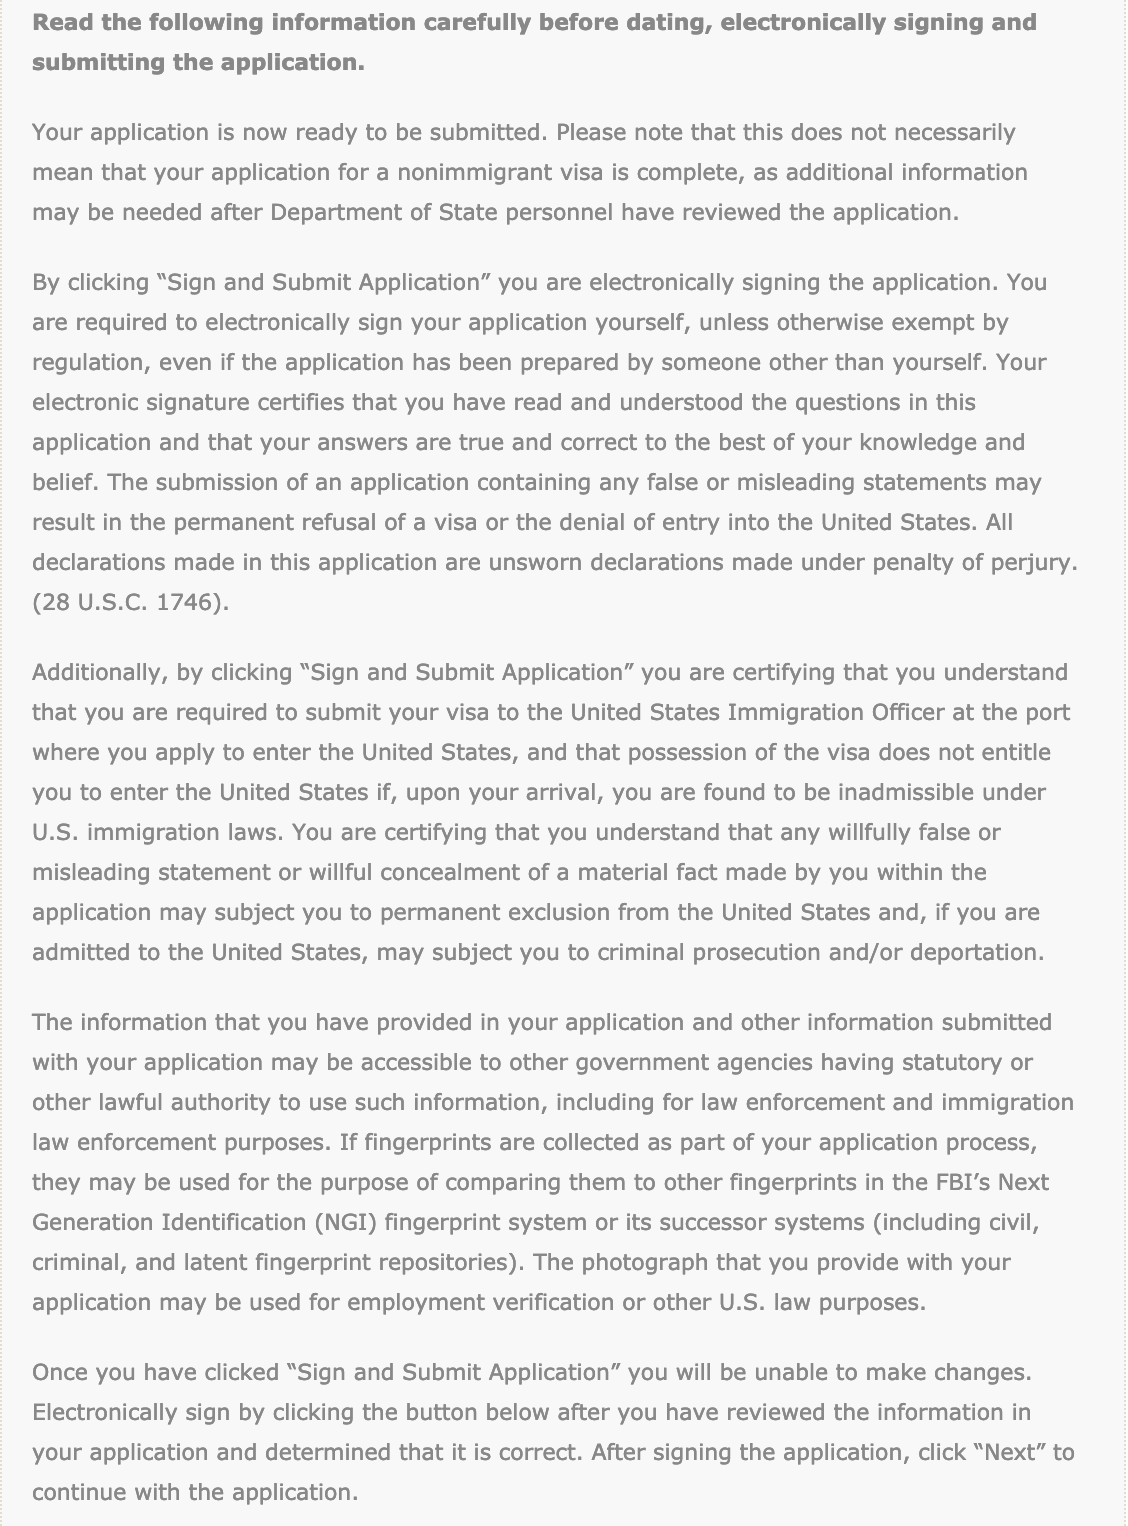 Read the following information carefully before dating, electronically signing and
submitting the application.
Your application is now ready to be submitted. Please note that this does not necessarily
mean that your application for a nonimmigrant visa is complete, as additional information
may be needed after Department of State personnel have reviewed the application.
By clicking “Sign and Submit Application” you are electronically signing the application. You
are required to electronically sign your application yourself, unless otherwise exempt by
regulation, even if the application has been prepared by someone other than yourself. Your
electronic signature certifies that you have read and understood the questions in this
application and that your answers are true and correct to the best of your knowledge and
belief. The submission of an application containing any false or misleading statements may
result in the permanent refusal of a visa or the denial of entry into the United States. All
declarations made in this application are unsworn declarations made under penalty of perjury.
(28 U.S.C. 1746).
Additionally, by clicking “Sign and Submit Application” you are certifying that you understand
that you are required to submit your visa to the United States Immigration Officer at the port
where you apply to enter the United States, and that possession of the visa does not entitle
you to enter the United States if, upon your arrival, you are found to be inadmissible under
U.S. immigration laws. You are certifying that you understand that any willfully false or
misleading statement or willful concealment of a material fact made by you within the
application may subject you to permanent exclusion from the United States and, if you are
admitted to the United States, may subject you to criminal prosecution and/or deportation.
The information that you have provided in your application and other information submitted
with your application may be accessible to other government agencies having statutory or
other lawful authority to use such information, including for law enforcement and immigration
law enforcement purposes. If fingerprints are collected as part of your application process,
they may be used for the purpose of comparing them to other fingerprints in the FBI’s Next
Generation Identification (NGI) fingerprint system or its successor systems (including civil,
criminal, and latent fingerprint repositories). The photograph that you provide with your
application may be used for employment verification or other U.S. law purposes.
Once you have clicked “Sign and Submit Application” you will be unable to make changes.
Electronically sign by clicking the button below after you have reviewed the information in
your application and determined that it is correct. After signing the application, click “Next” to
continue with the application.